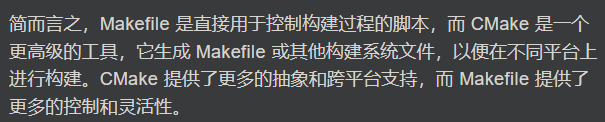 简而言之，Makefile 是直接用于控制构建过程的脚本，而 CMake 是一个
更高级的工具，它生成 Makefile 或其他构建系统文件，以便在不同平台上
进行构建。CMake 提供了更多的抽象和跨平台支持，而 Makefile 提供了
更多的控制和灵活性。